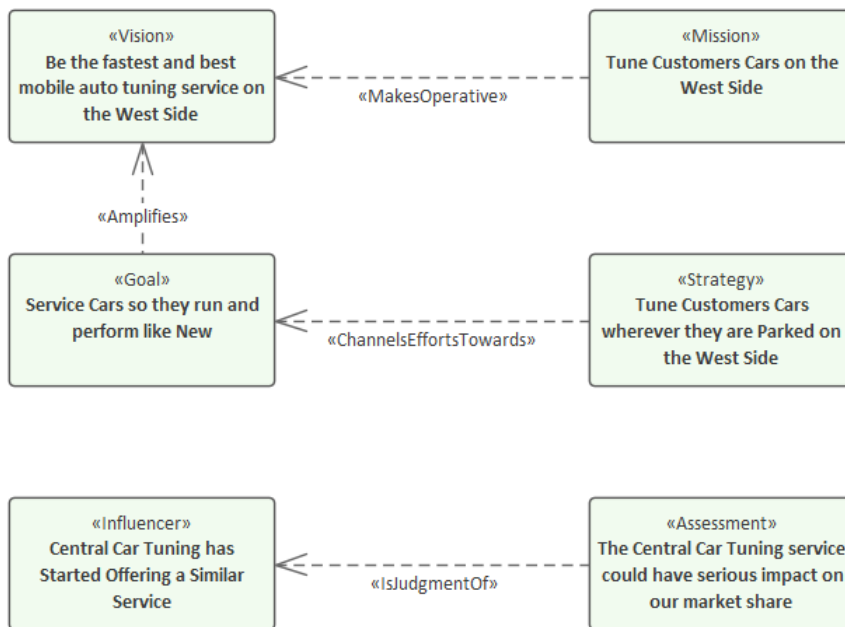 «Vision»
Be the fastest and best
mobile auto tuning service on
the West Side
«Mission»
Tune Customers Cars on the
West Side
«MakesOperative»
«Amplifies»
«Goal»
Service Cars so they run and
perform like New
«Strategy»
Tune Customers Cars
wherever they are Parked on
the West Side
«ChannelsEffortsTowards»
«Influencer»
Central Car Tuning has
Started Offering a Similar
Service
«Assessment»
The Central Car Tuning service
could have serious impact on
our market share
«IsJudgmentOf»